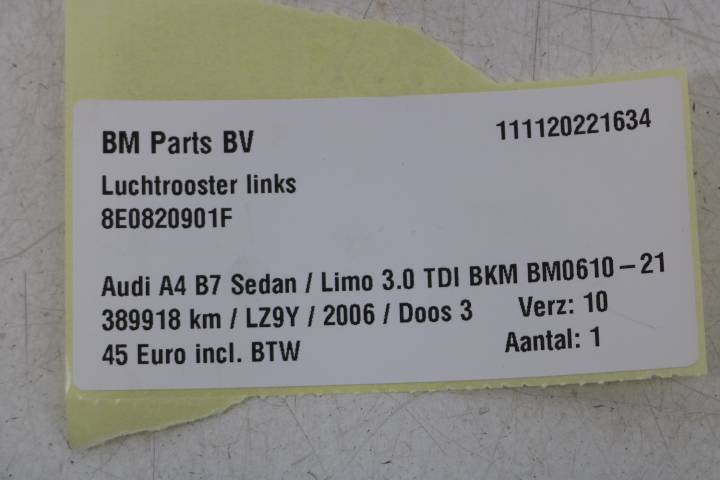 BM Parts BV 111120221634
Luchtrooster links
8E0820901F
Audi A4 B7 Sedan / Limo 3.0 TDI BKM BM0610-21
389918 km / LZ9Y / 2006 / Doos 3 Verz: 10
45 Euro incl. BTW Aantal: 1